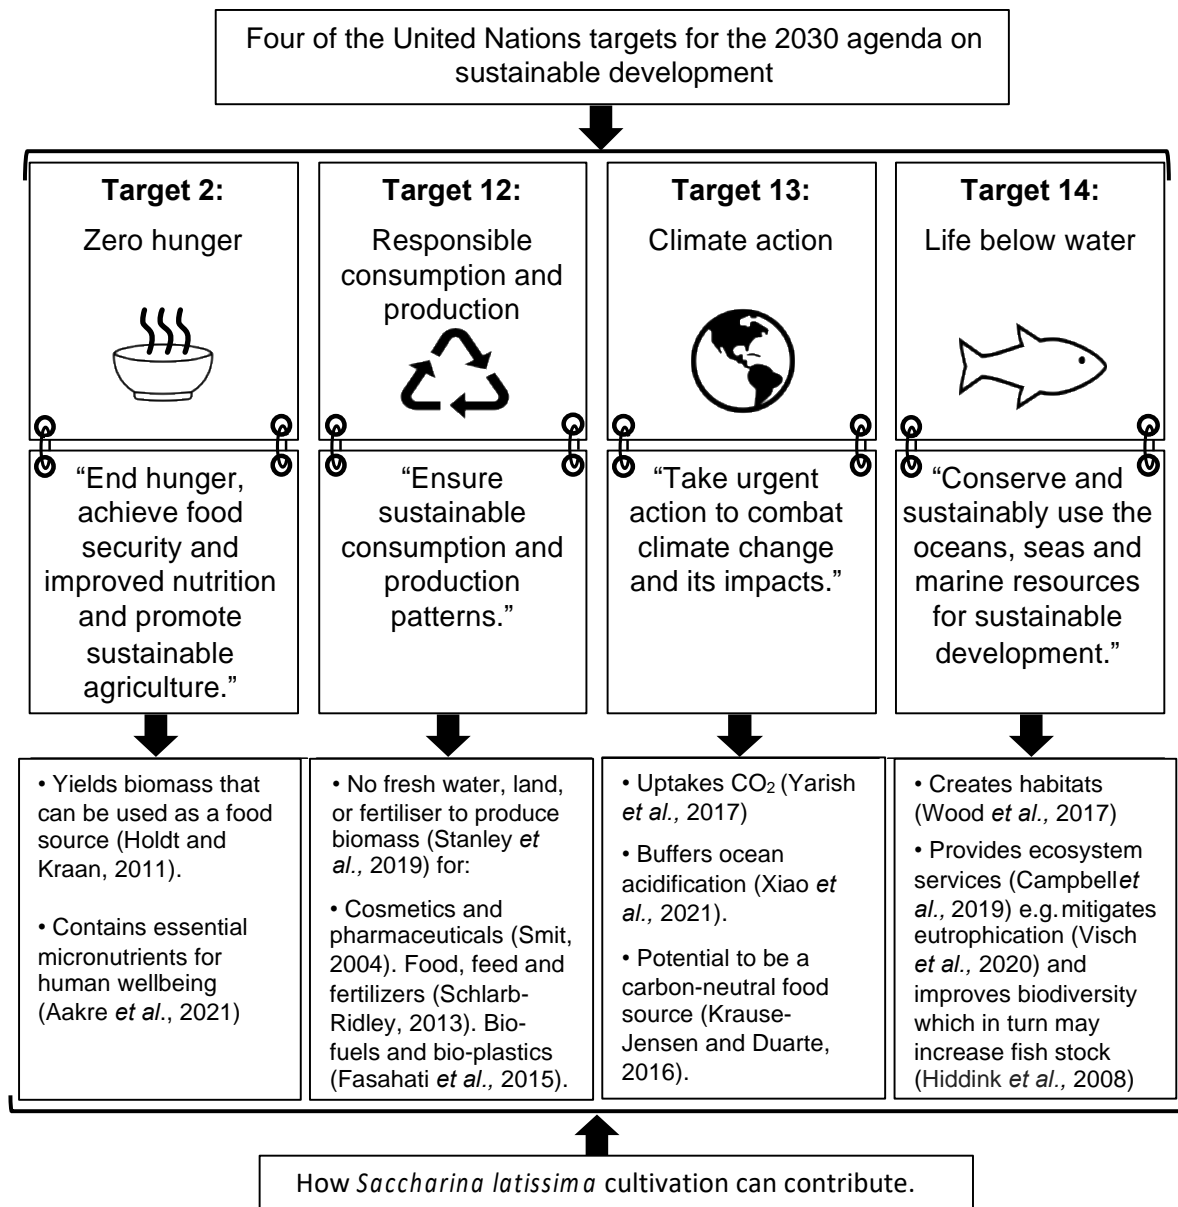 Four of the United Nations targets for the 2030 agenda on
sustainable development
Target 2:
Zero hunger
Target 12:
Responsible
consumption and
production
Target 13:
Climate action
Target 14:
Life below water
“End hunger,
achieve food
security and
improved nutrition
and promote
sustainable
agriculture.”
“Ensure
sustainable
consumption and
production
patterns.”
“Take urgent
action to combat
climate change
and its impacts.”
“Conserve and
sustainably use the
oceans, seas and
marine resources
for sustainable
development.”
• Yields biomass that
can be used as a food
source (Holdt and
Kraan, 2011).
• Contains essential
micronutrients for
human wellbeing
(Aakre et al., 2021)
• No fresh water, land,
or fertiliser to produce
biomass (Stanley et
al., 2019) for:
• Cosmetics and
pharmaceuticals (Smit,
2004). Food, feed and
fertilizers (Schlarb-
Ridley, 2013). Bio-
fuels and bio-plastics
(Fasahati et al., 2015).
• Uptakes CO₂ (Yarish
et al., 2017)
• Buffers ocean
acidification (Xiao et
al., 2021).
• Potential to be a
carbon-neutral food
source (Krause-
Jensen and Duarte,
2016).
• Creates habitats
(Wood et al., 2017)
• Provides ecosystem
services (Campbell et
al., 2019) e.g. mitigates
eutrophication (Visch
et al., 2020) and
improves biodiversity
which in turn may
increase fish stock
(Hiddink et al., 2008)
How Saccharina latissima cultivation can contribute.